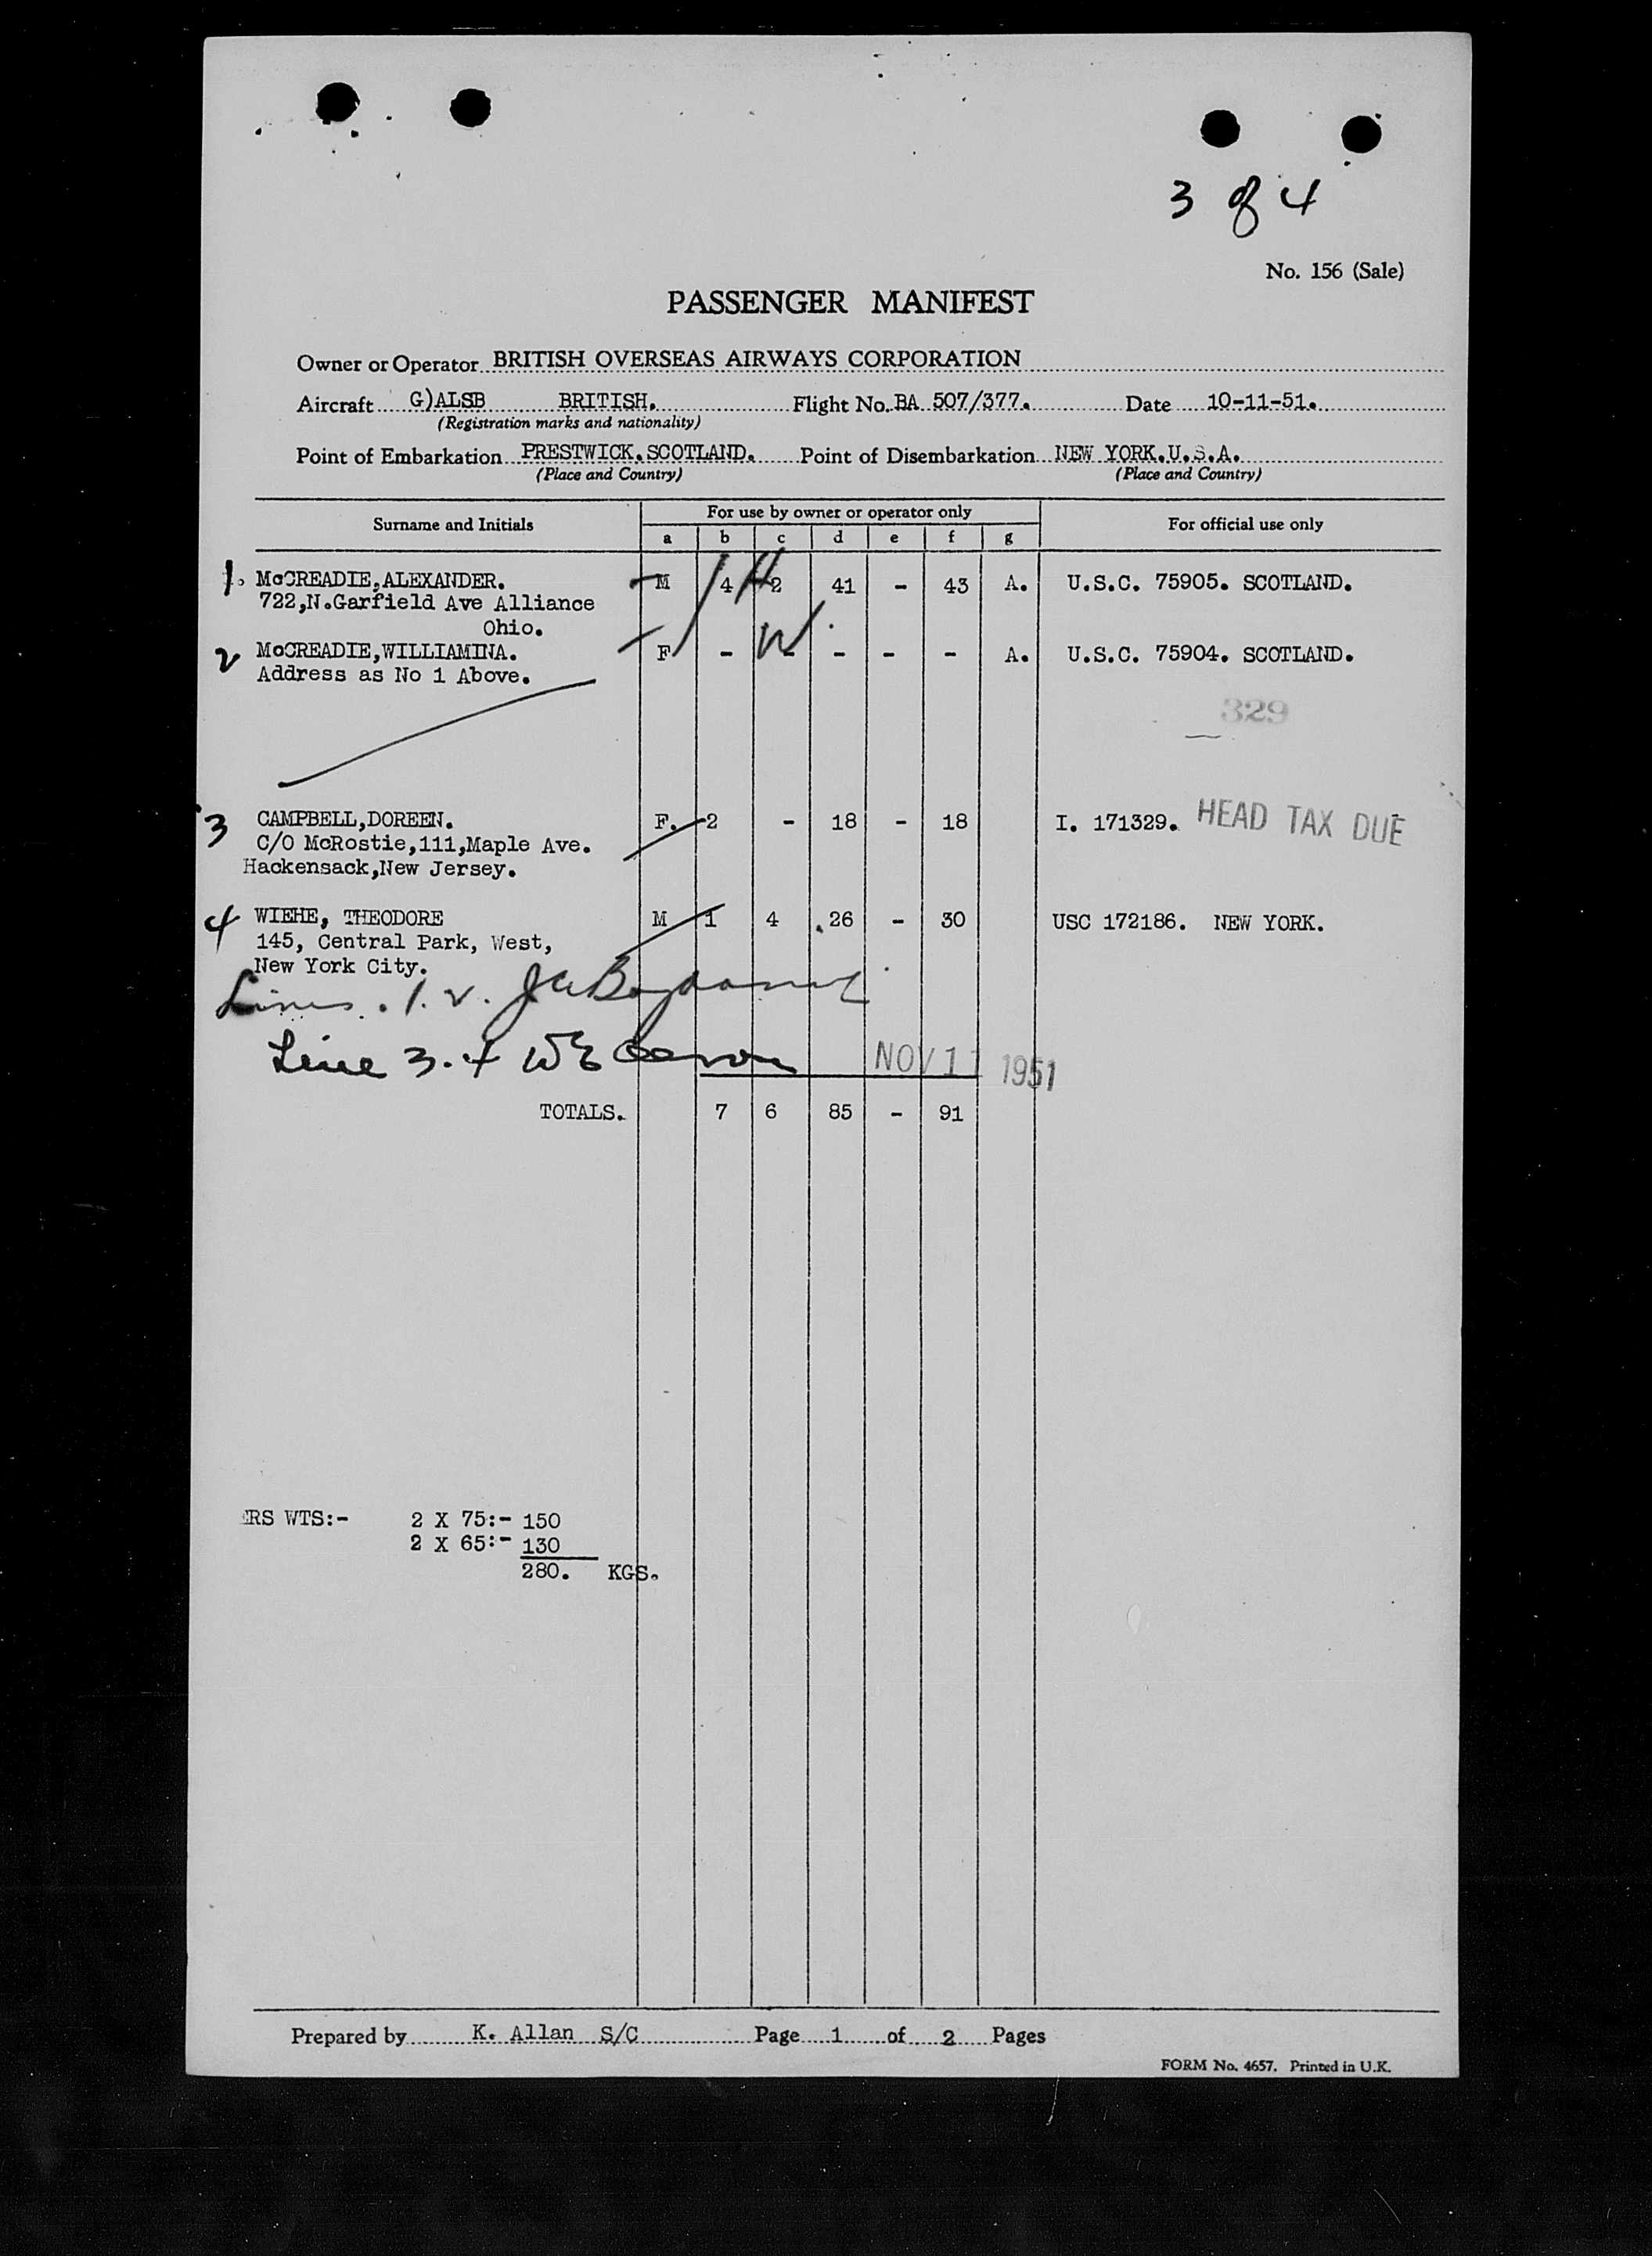 3 of 4
No. 156 (Sale)
PASSENGER MANIFEST
Owner or Operator BRITISH OVERSEAS AIRWAYS CORPORATION
Aircraft G)ALSB BRITISH. Flight No. BA 507/377. Date 10-11-51.
(Registration marks and nationality)
Point of Embarkation PRESTWICK.SCOTLAND. Point of Disembarkation NEW YORK.U.S.A.
(Place and Country) (Place and Country)
Surname and Initials For use by owner or operator only For official use only
a b c d e f g
1. McCREADIE,ALEXANDER. M 4 2 41 - 43 A. U.S.C. 75905. SCOTLAND.
H
722,N.Garfield Ave Alliance
Ohio.
W
2 McCREADIE,WILLIAMINA. F - - - - - A. U.S.C. 75904. SCOTLAND.
Address as No 1 Above.
329
3 CAMPBELL,DOREEN. F. 2 - 18 - 18 I. 171329. HEAD TAX DUE
C/O McRostie,111,Maple Ave.
Hackensack,New Jersey.
4 WIEHE, THEODORE M 1 4 26 - 30 USC 172186. NEW YORK.
145, Central Park, West,
New York City.
Lines . 1. 2.
Line 3.4 WE NOV 11 1951
TOTALS. 7 6 85 - 91
ERS WTS:- 2 X 75:- 150
2 X 65:- 130
280. KGS.
Prepared by K. Allan S/C Page 1 of 2 Pages
FORM No. 4657. Printed in U.K.